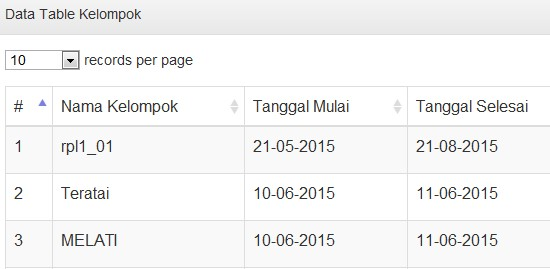 Data Table Kelompok
10 records per page
# Nama Kelompok Tanggal Mulai Tanggal Selesai
1 rpl1_01 21-05-2015 21-08-2015
2 Teratai 10-06-2015 11-06-2015
3 MELATI 10-06-2015 11-06-2015